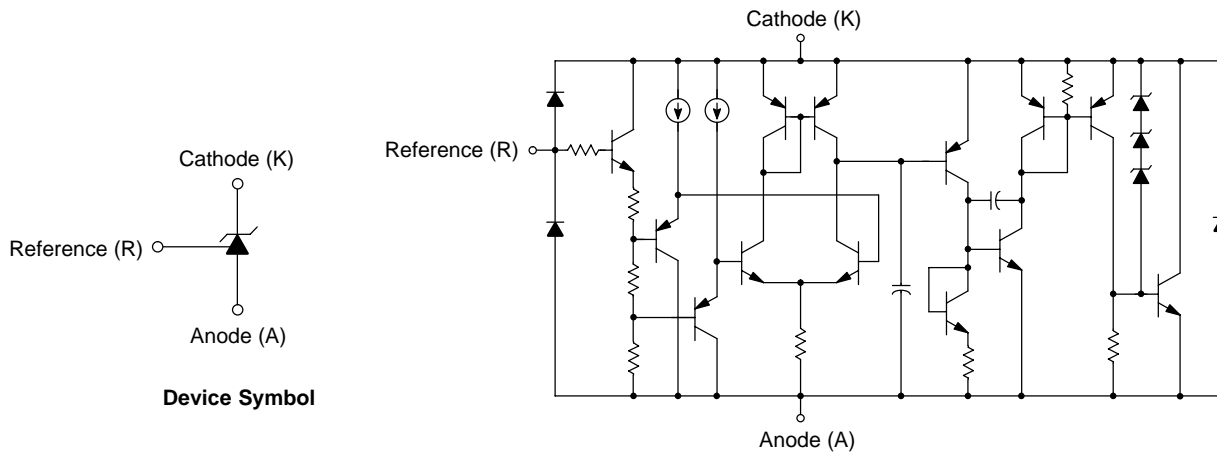 Cathode (K)
Reference (R)
Anode (A)
Device Symbol
Cathode (K)
Reference (R)
Anode (A)